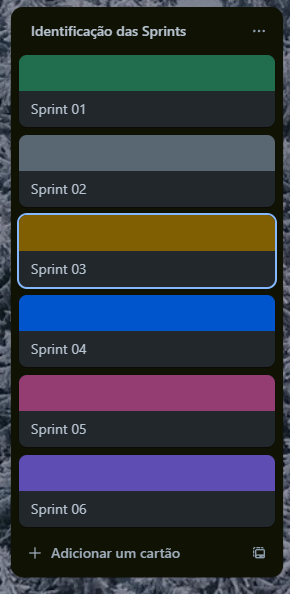 Identificação das Sprints
Sprint 01
Sprint 02
Sprint 03
Sprint 04
Sprint 05
Sprint 06
Adicionar um cartão